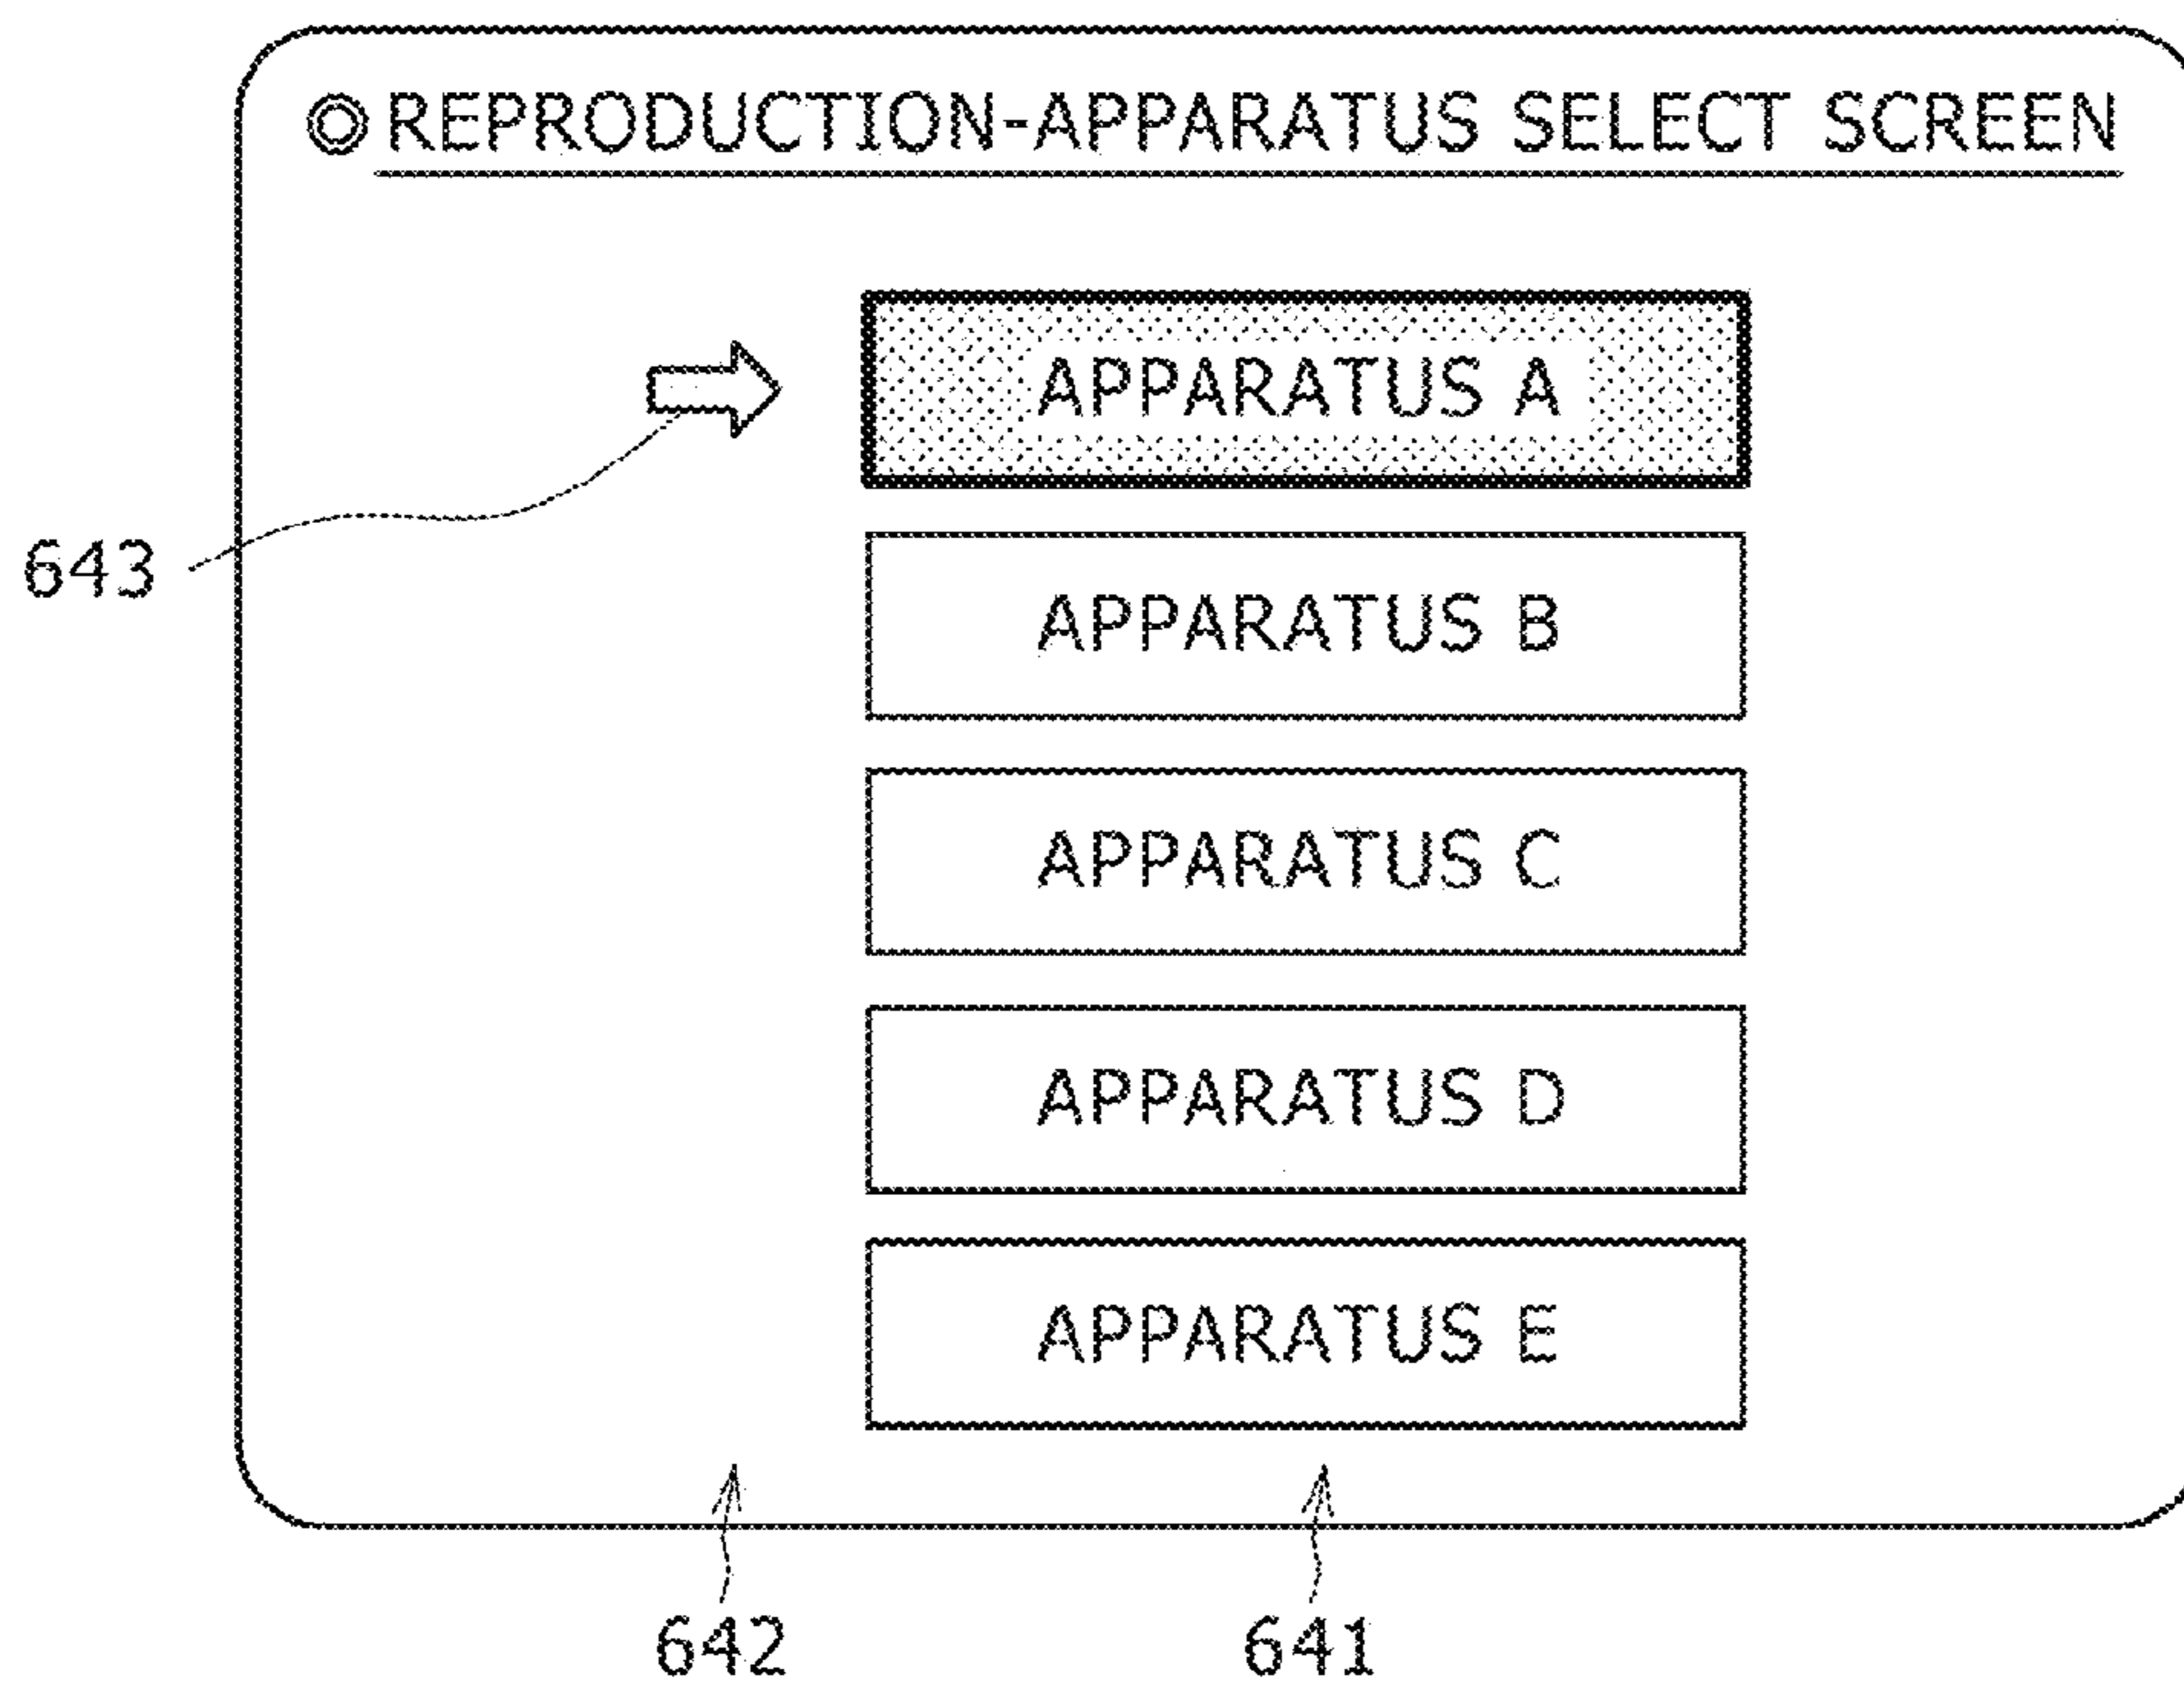 ◎REPRODUCTION-APPARATUS SELECT SCREEN
APPARATUS A
643
APPARATUS B
APPARATUS C
APPARATUS D
APPARATUS E
642 641